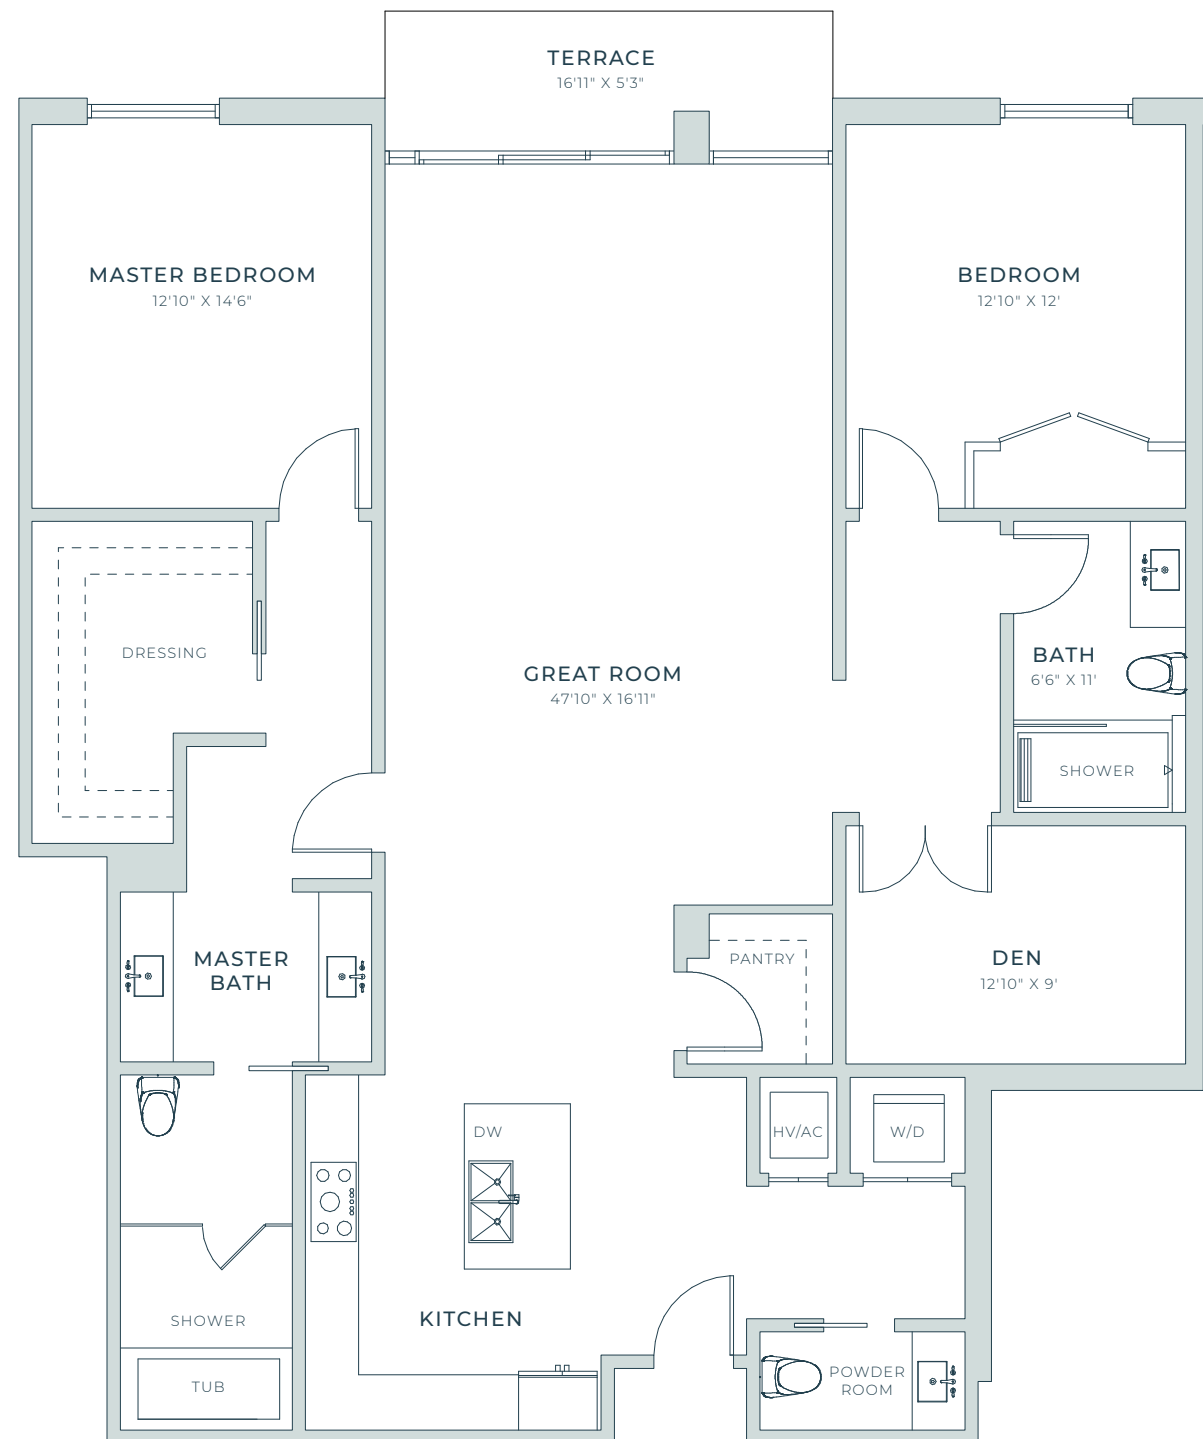 TERRACE
16'11" X 5'3"
MASTER BEDROOM
12'10" X 14'6"
BEDROOM
12'10" X 12'
DRESSING
GREAT ROOM
47'10" X 16'11"
BATH
6'6" X 11'
SHOWER
MASTER
BATH
PANTRY
DEN
12'10" X 9'
DW
HV/AC
W/D
SHOWER
KITCHEN
TUB
POWDER
ROOM